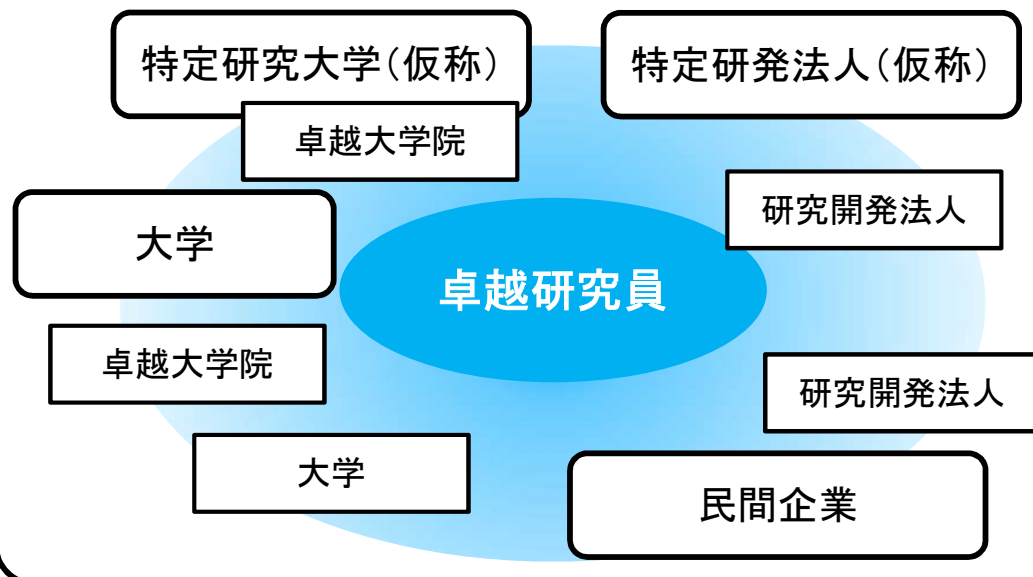 特定研究大学（仮称）
特定研発法人（仮称）
卓越大学院
研究開発法人
大学
卓越研究員
卓越大学院
研究開発法人
大学
民間企業